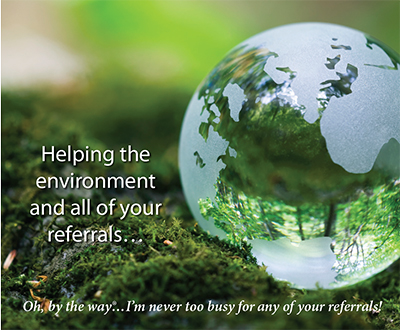 Helping the
environment
and all of your
referrals…
Oh, by the way®…I'm never too busy for any of your referrals!